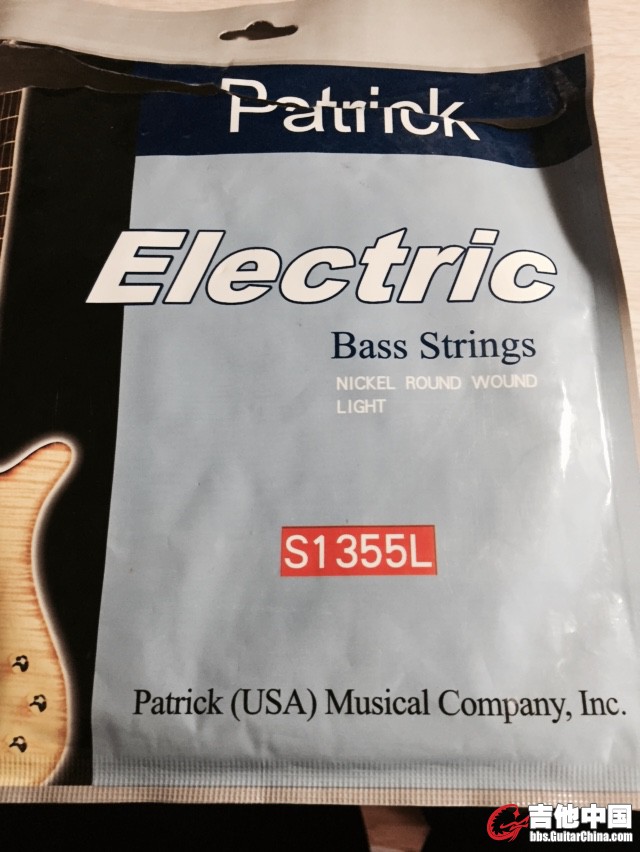 Patrick
Electric
Bass Strings
NICKEL ROUND WOUND
LIGHT
S1355L
Patrick (USA) Musical Company, Inc.
吉他中国
bbs.GuitarChina.com